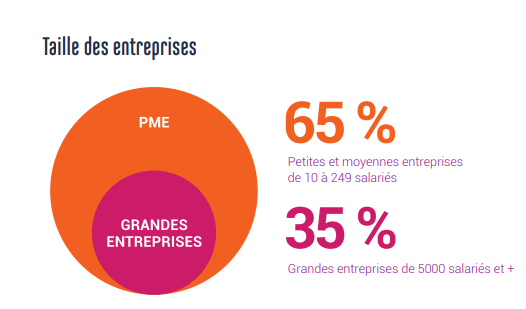 Taille des entreprises
PME
GRANDES
ENTREPRISES
65 %
Petites et moyennes entreprises
de 10 à 249 salariés
35 %
Grandes entreprises de 5000 salariés et +